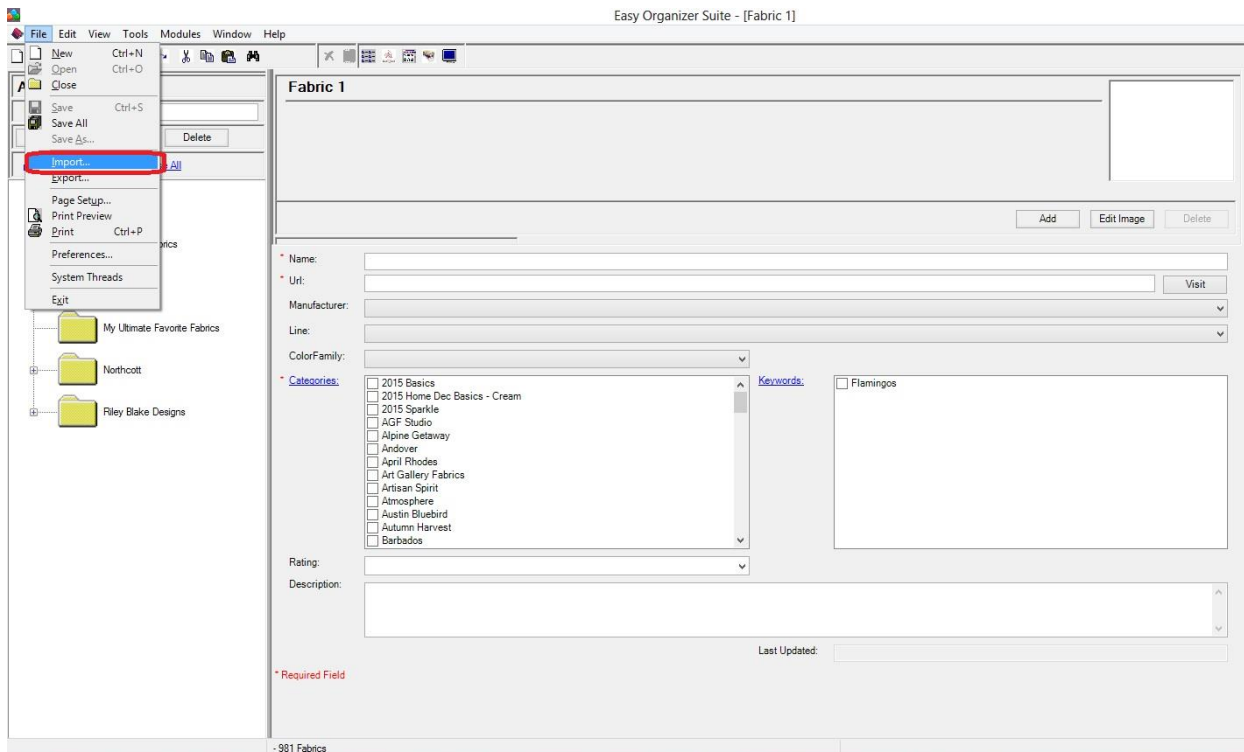 Easy Organizer Suite - [Fabric 1]
File Edit View Tools Modules Window Help
New Ctrl+N
Open Ctrl+O
Close
Save Ctrl+S
Save All
Save As...
Import...
Export...
Page Setup...
Print Preview
Print Ctrl+P
Preferences...
System Threads
Exit
Delete
All
My Ultimate Favorite Fabrics
Northcott
Riley Blake Designs
Fabric 1
Add Edit Image Delete
* Name:
* Url: Visit
Manufacturer:
Line:
ColorFamily:
* Categories:
2015 Basics
2015 Home Dec Basics - Cream
2015 Sparkle
AGF Studio
Alpine Getaway
Andover
April Rhodes
Art Gallery Fabrics
Artisan Spirit
Atmosphere
Austin Bluebird
Autumn Harvest
Barbados
Keywords: Flamingos
Rating:
Description:
Last Updated:
* Required Field
- 981 Fabrics